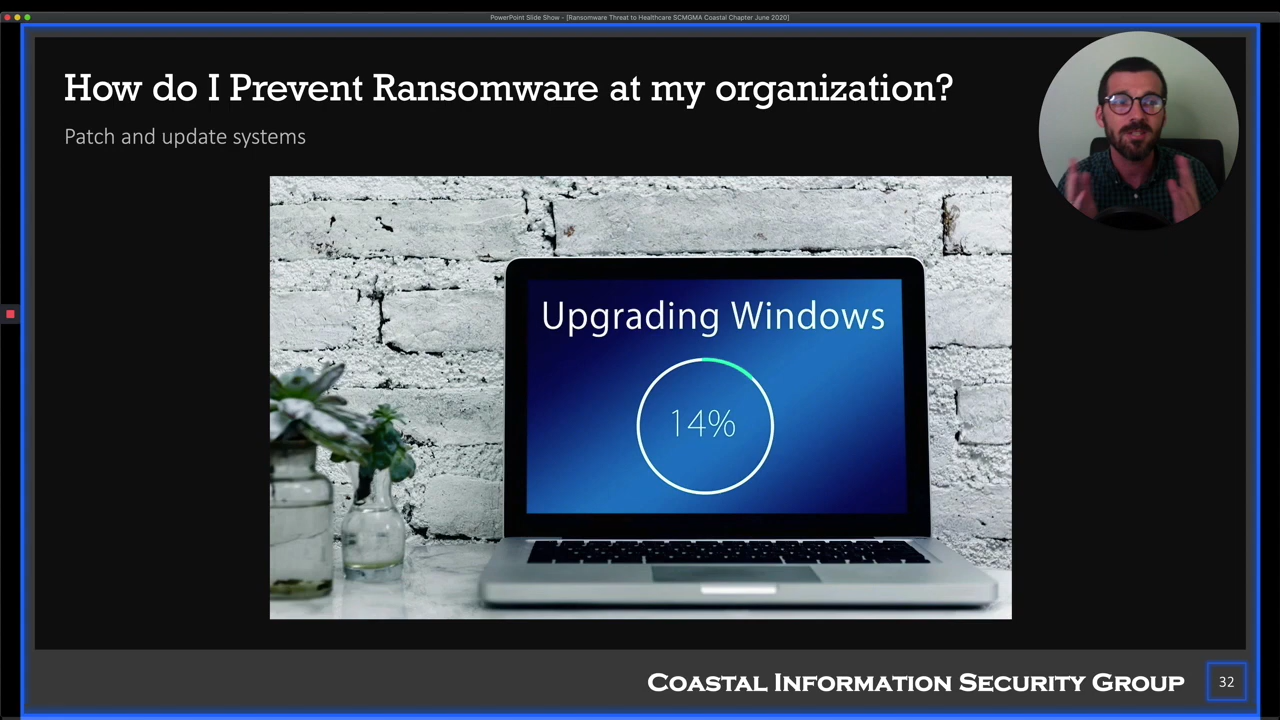 PowerPoint Slide Show - [Ransomware Threat to Healthcare SCMGMA Coastal Chapter June 2020]
How do I Prevent Ransomware at my organization?
Patch and update systems
Upgrading Windows
14%
Coastal Information Security Group
32